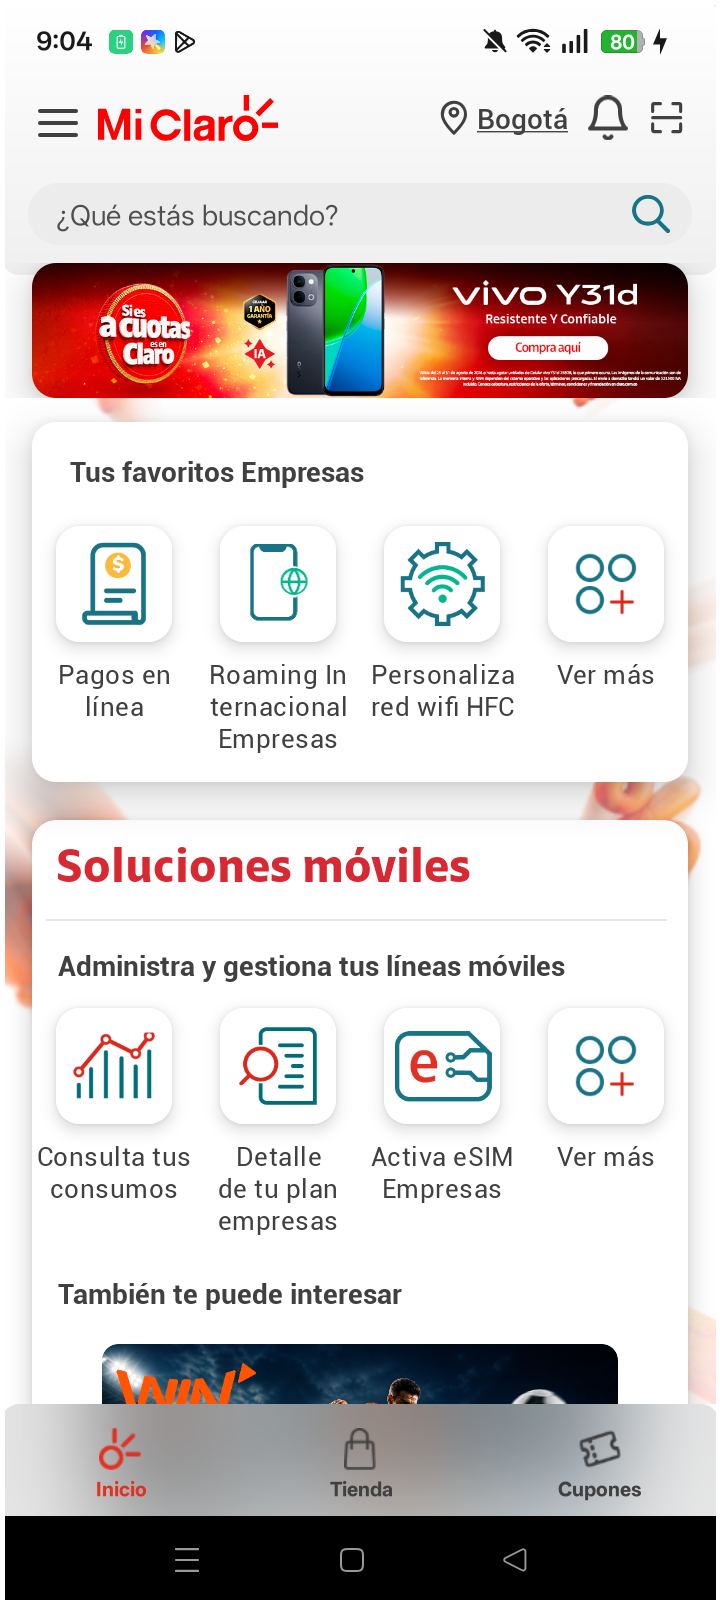 9:04
80
Mi Claro
Bogotá
¿Qué estás buscando?
Si es
a cuotas
es en
Claro
1 AÑO
GARANTÍA
IA
vivo Y31d
Resistente Y Confiable
Compra aquí
Tus favoritos Empresas
Pagos en
línea
Roaming In
ternacional
Empresas
Personaliza
red wifi HFC
Ver más
Soluciones móviles
Administra y gestiona tus líneas móviles
Consulta tus
consumos
Detalle
de tu plan
empresas
Activa eSIM
Empresas
Ver más
También te puede interesar
WIN
Inicio
Tienda
Cupones